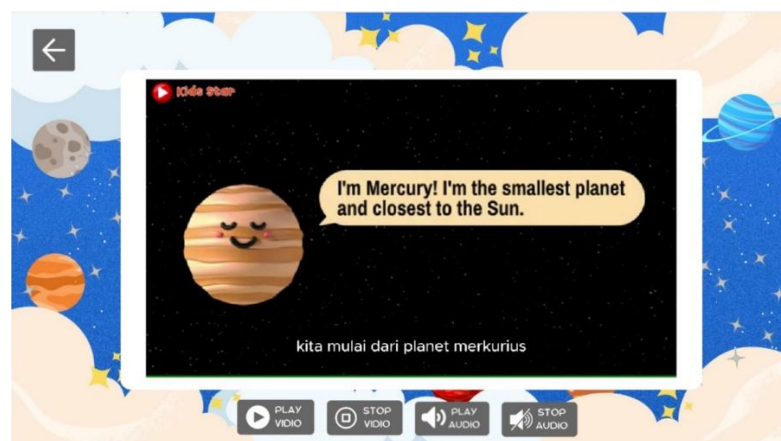 Kids Star
I'm Mercury! I'm the smallest planet
and closest to the Sun.
kita mulai dari planet merkurius
PLAY
VIDIO
STOP
VIDIO
PLAY
AUDIO
STOP
AUDIO